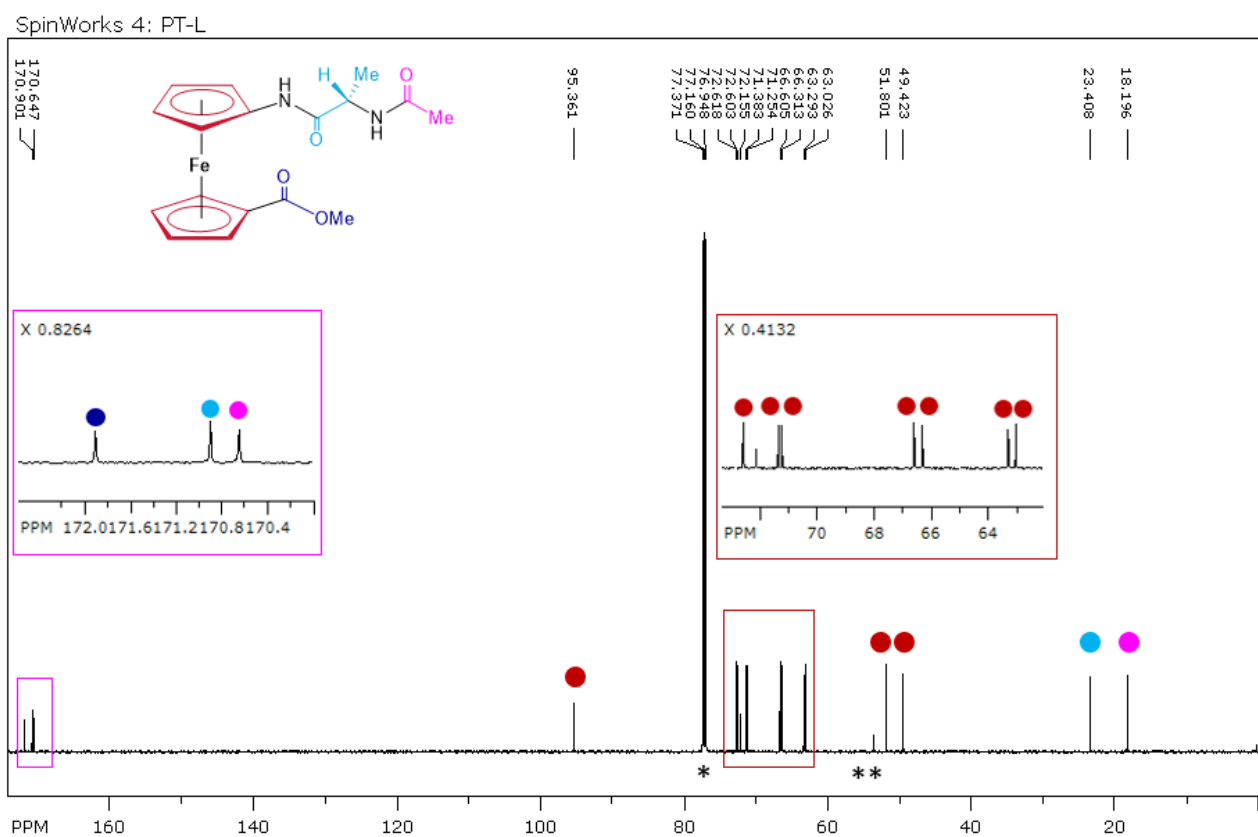 SpinWorks 4: PT-L
170.901
170.647
95.361
77.371
77.160
76.948
72.618
72.603
72.155
71.383
71.254
66.605
66.313
63.293
63.026
51.801
49.423
23.408
18.196
H
Me
O
H
N
O
N
H
Me
Fe
O
OMe
X 0.8264
PPM 172.0171.6171.2170.8170.4
X 0.4132
PPM 70 68 66 64
* **
PPM 160 140 120 100 80 60 40 20